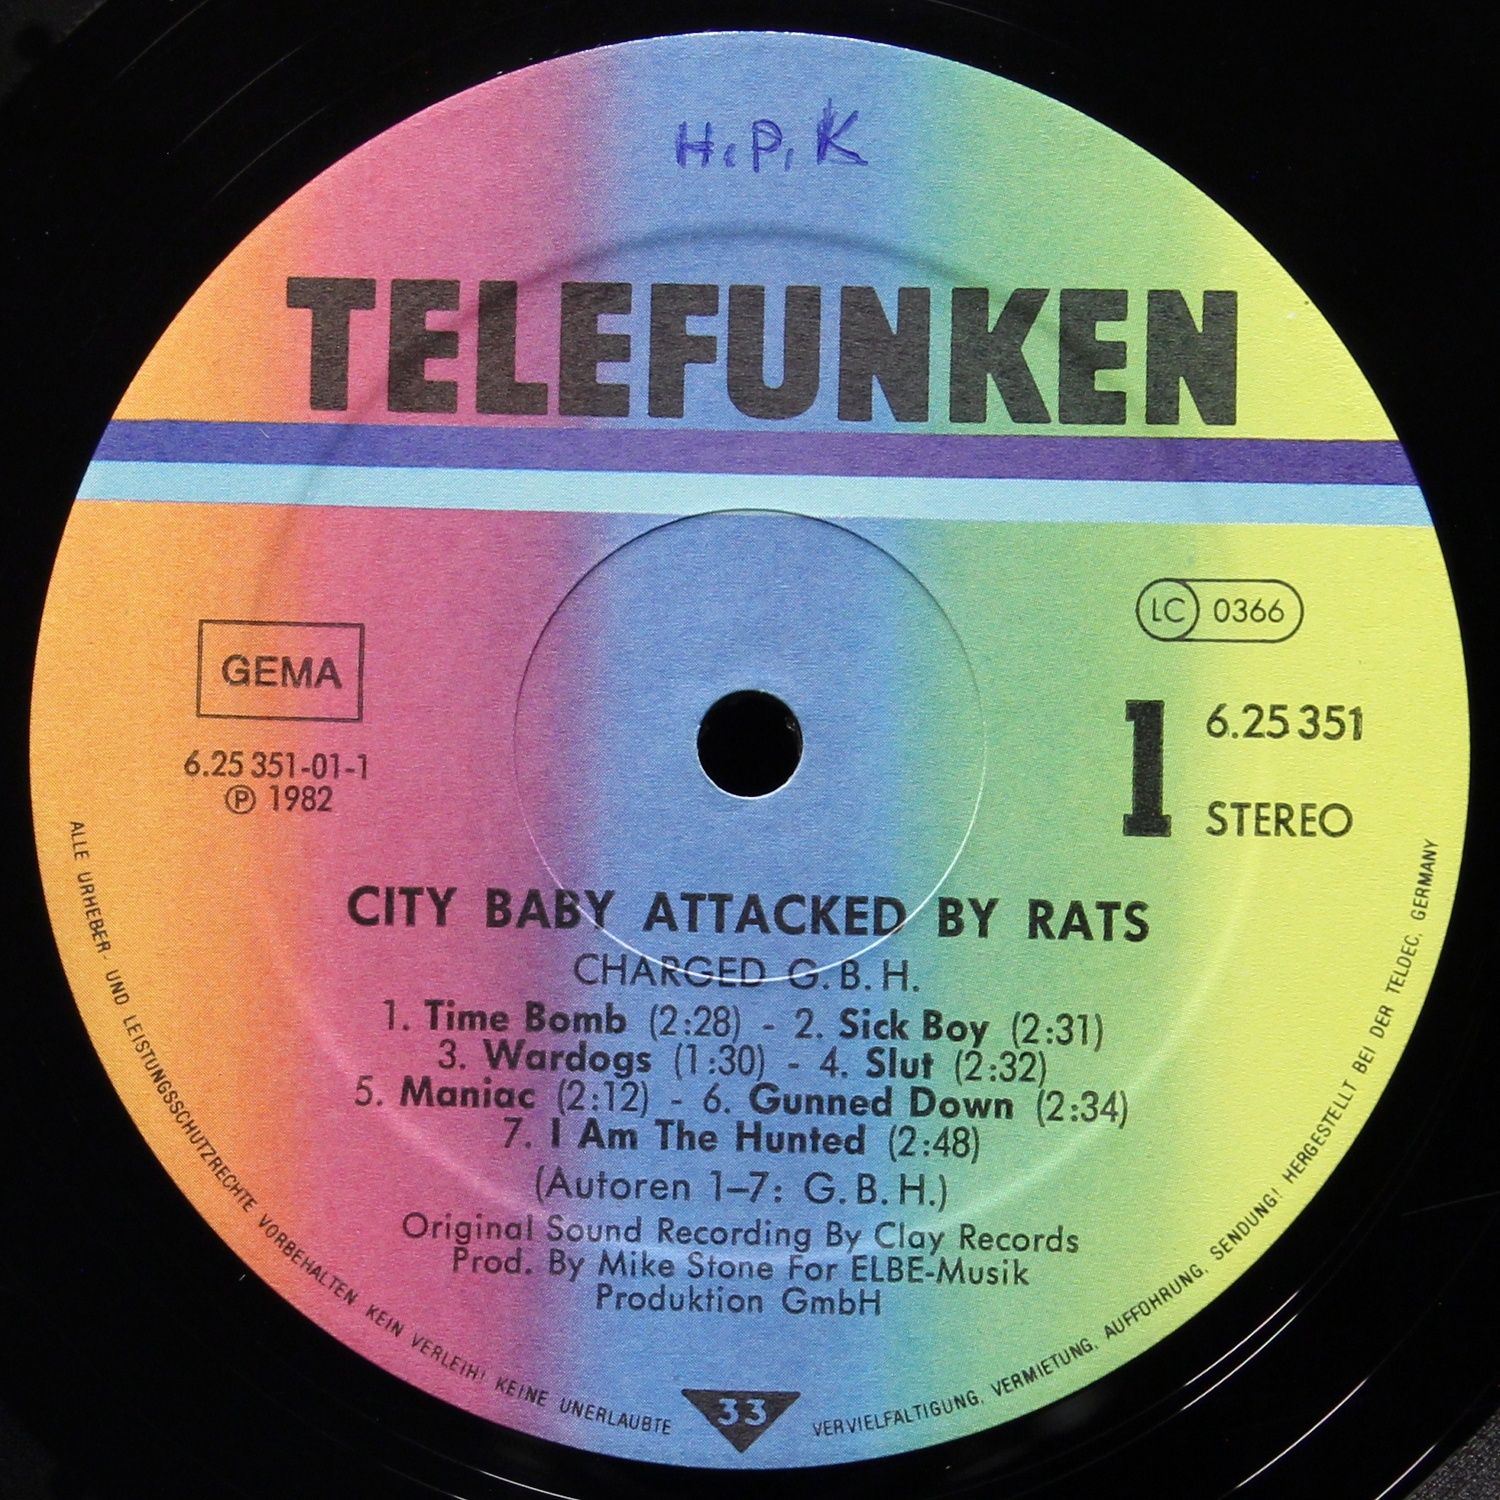 H.P.K
TELEFUNKEN
LC 0366
GEMA
1 6.25 351
6.25 351-01-1
Ⓟ 1982
STEREO
CITY BABY ATTACKED BY RATS
CHARGED G.B.H.
1. Time Bomb (2:28) - 2. Sick Boy (2:31)
3. Wardogs (1:30) - 4. Slut (2:32)
5. Maniac (2:12) - 6. Gunned Down (2:34)
7. I Am The Hunted (2:48)
(Autoren 1–7: G.B.H.)
Original Sound Recording By Clay Records
Prod. By Mike Stone For ELBE-Musik
Produktion GmbH
33
ALLE URHEBER- UND LEISTUNGSSCHUTZRECHTE VORBEHALTEN. KEIN VERLEIH! KEINE UNERLAUBTE VERVIELFÄLTIGUNG, VERMIETUNG, AUFFÜHRUNG, SENDUNG! HERGESTELLT BEI DER TELDEC, GERMANY